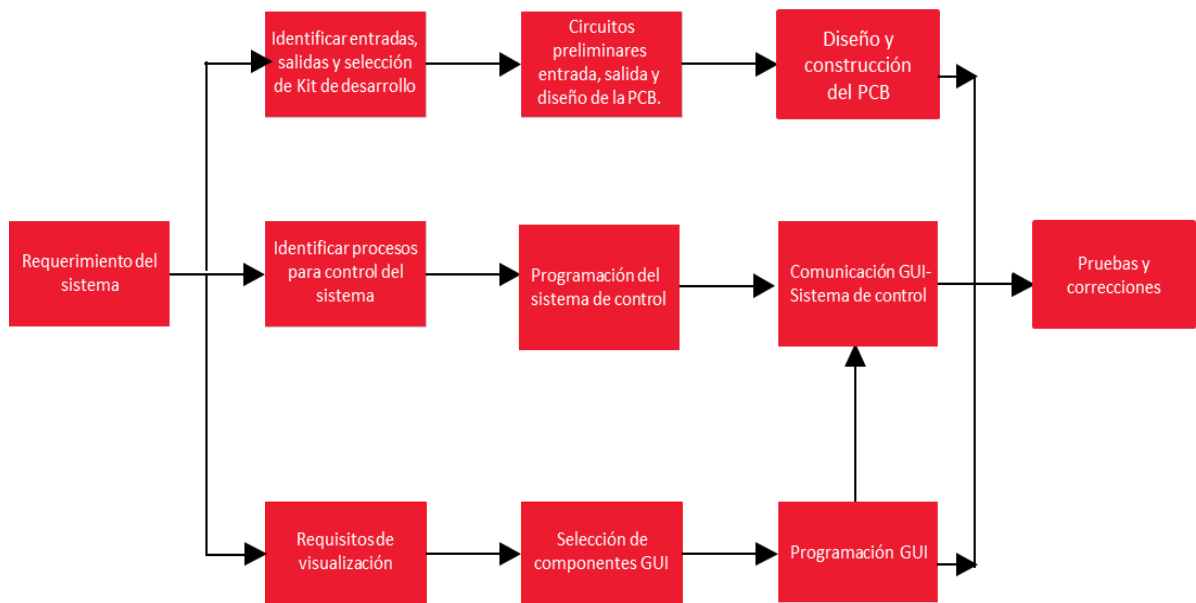 Identificar entradas,
salidas y selección
de Kit de desarrollo
Circuitos
preliminares
entrada, salida y
diseño de la PCB.
Diseño y
construcción
del PCB
Requerimiento del
sistema
Identificar procesos
para control del
sistema
Programación del
sistema de control
Comunicación GUI-
Sistema de control
Pruebas y
correcciones
Requisitos de
visualización
Selección de
componentes GUI
Programación GUI